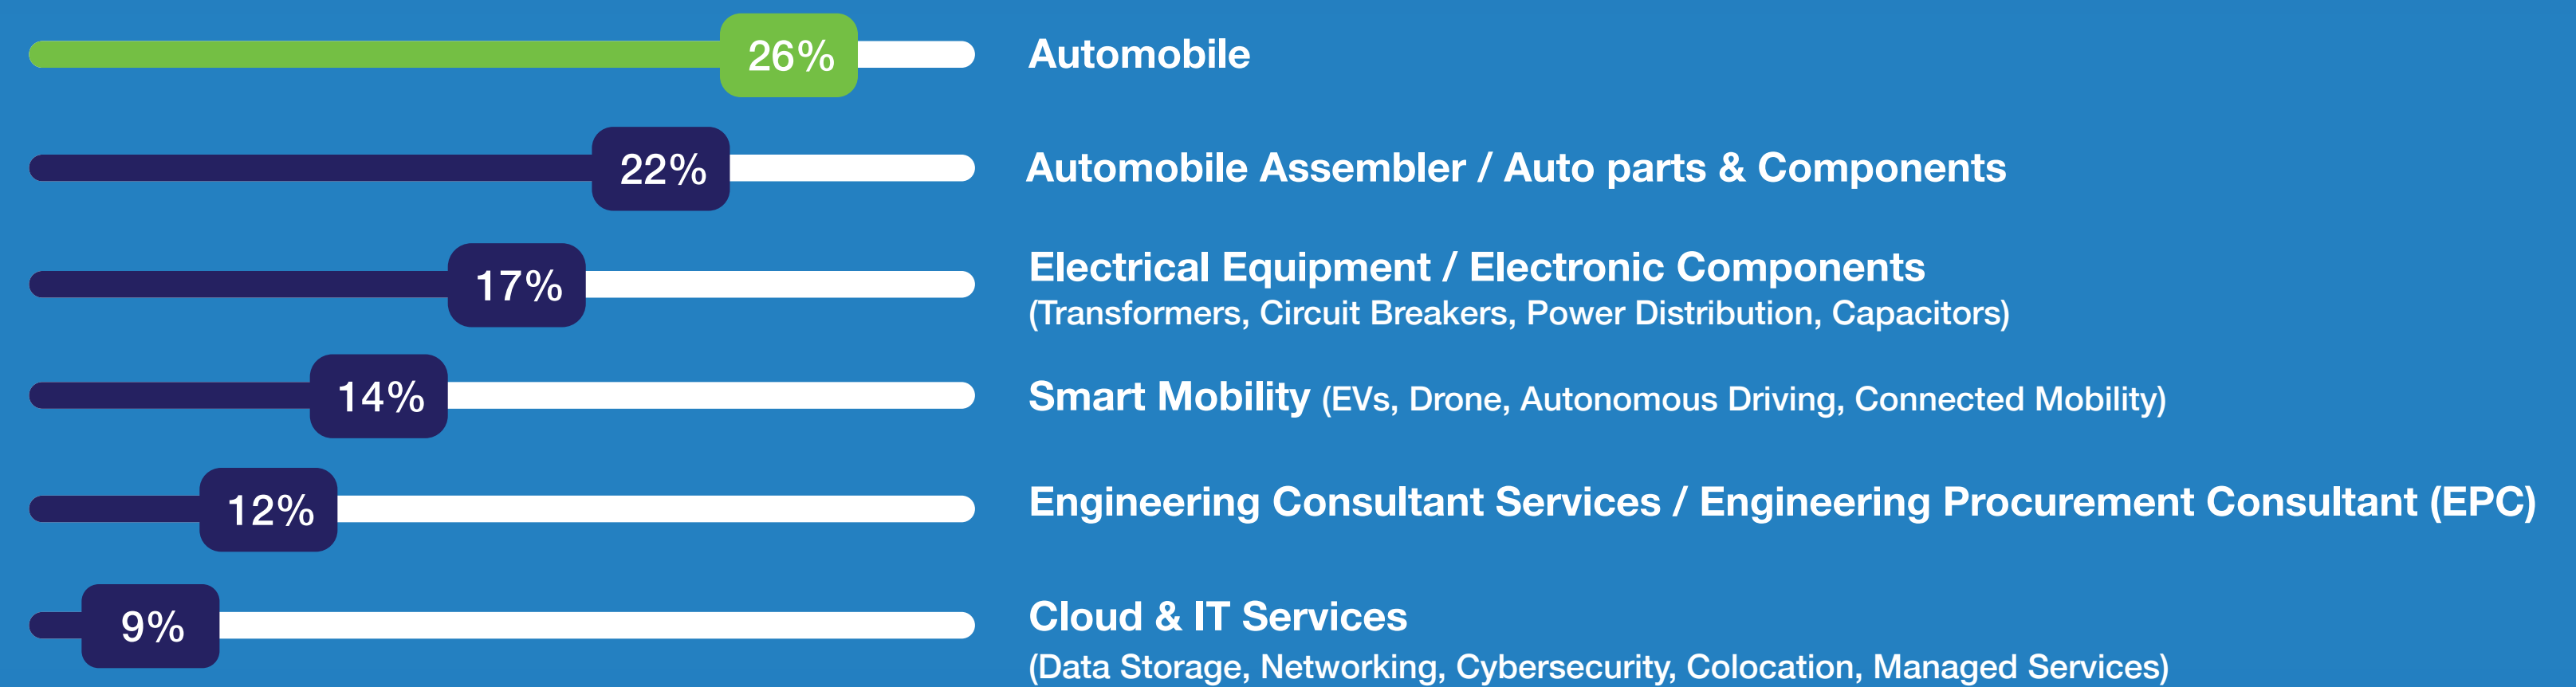 26% Automobile
22% Automobile Assembler / Auto parts & Components
17% Electrical Equipment / Electronic Components
(Transformers, Circuit Breakers, Power Distribution, Capacitors)
14% Smart Mobility (EVs, Drone, Autonomous Driving, Connected Mobility)
12% Engineering Consultant Services / Engineering Procurement Consultant (EPC)
9% Cloud & IT Services
(Data Storage, Networking, Cybersecurity, Colocation, Managed Services)